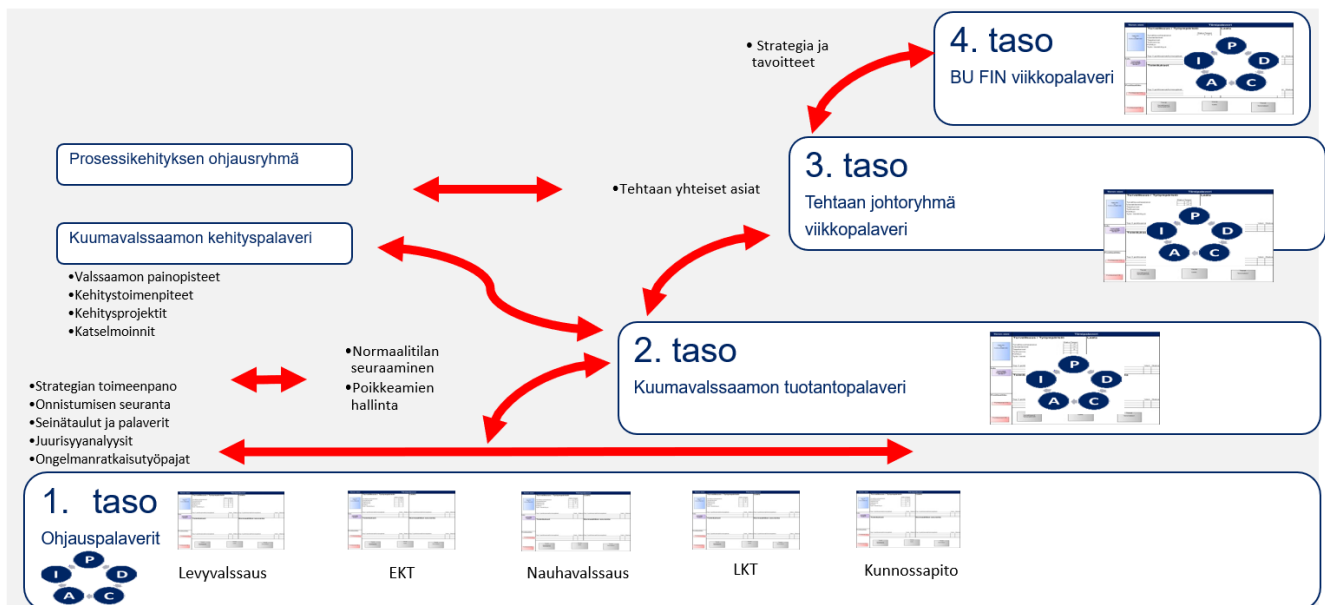 4. taso
BU FIN viikkopalaveri
P
I
D
A
C
•Strategia ja
tavoitteet
3. taso
Tehtaan johtoryhmä
viikkopalaveri
P
I
D
A
C
Prosessikehityksen ohjausryhmä
•Tehtaan yhteiset asiat
Kuumavalssaamon kehityspalaveri
•Valssaamon painopisteet
•Kehitystoimenpiteet
•Kehitysprojektit
•Katselmoinnit
2. taso
Kuumavalssaamon tuotantopalaveri
P
I
D
A
C
•Normaalitilan
seuraaminen
•Poikkeamien
hallinta
•Strategian toimeenpano
•Onnistumisen seuranta
•Seinätaulut ja palaverit
•Juurisyyanalyysit
•Ongelmanratkaisutyöpajat
1. taso
Ohjauspalaverit
P
I
D
A
C
Levyvalssaus
EKT
Nauhavalssaus
LKT
Kunnossapito